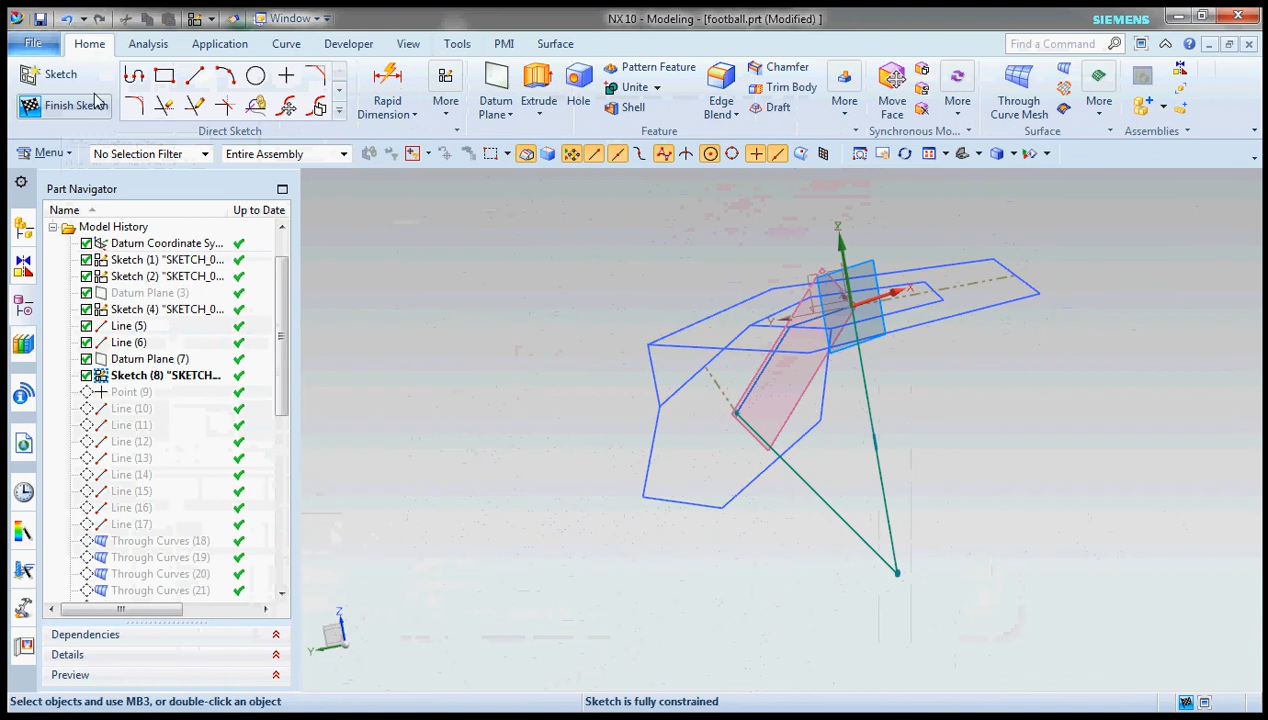 Window
NX 10 - Modeling - [football.prt (Modified) ]
SIEMENS
File
Home
Analysis
Application
Curve
Developer
View
Tools
PMI
Surface
Find a Command
Sketch
Finish Sketch
Direct Sketch
Rapid
Dimension
More
Datum
Plane
Extrude
Hole
Pattern Feature
Unite
Shell
Edge
Blend
Chamfer
Trim Body
Draft
More
Feature
Move
Face
More
Synchronous Mo...
Through
Curve Mesh
More
Surface
Assemblies
Menu
No Selection Filter
Entire Assembly
Part Navigator
Name
Up to Date
Model History
Datum Coordinate Sy...
Sketch (1) "SKETCH_0...
Sketch (2) "SKETCH_0...
Datum Plane (3)
Sketch (4) "SKETCH_0...
Line (5)
Line (6)
Datum Plane (7)
Sketch (8) "SKETCH...
Point (9)
Line (10)
Line (11)
Line (12)
Line (13)
Line (14)
Line (15)
Line (16)
Line (17)
Through Curves (18)
Through Curves (19)
Through Curves (20)
Through Curves (21)
Dependencies
Details
Preview
Z
X
Y
Z
Y
Select objects and use MB3, or double-click an object
Sketch is fully constrained